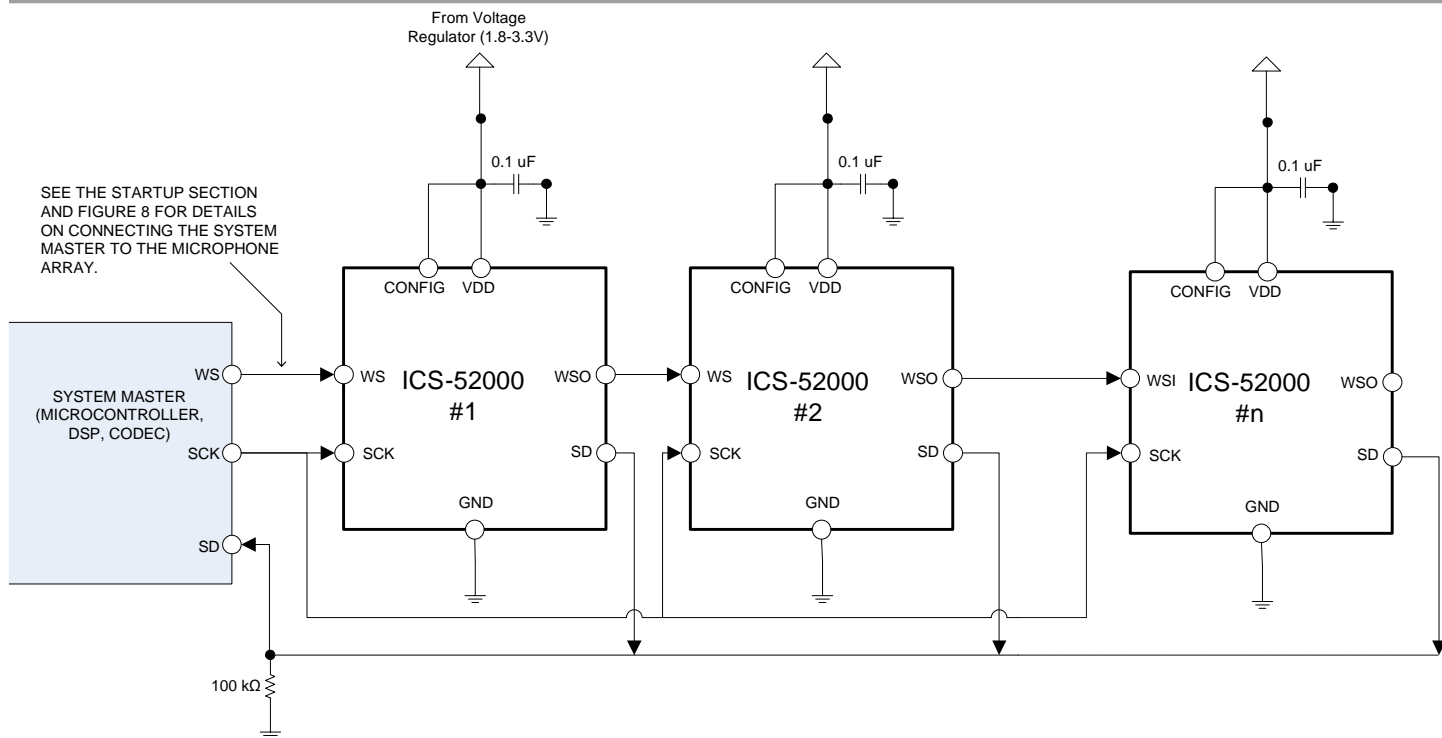 From Voltage
Regulator (1.8-3.3V)
0.1 uF
0.1 uF
0.1 uF
SEE THE STARTUP SECTION
AND FIGURE 8 FOR DETAILS
ON CONNECTING THE SYSTEM
MASTER TO THE MICROPHONE
ARRAY.
SYSTEM MASTER
(MICROCONTROLLER,
DSP, CODEC)
WS
SCK
SD
CONFIG
VDD
WS
ICS-52000
#1
WSO
SCK
SD
GND
CONFIG
VDD
WS
ICS-52000
#2
WSO
SCK
SD
GND
CONFIG
VDD
WSI
ICS-52000
#n
WSO
SCK
SD
GND
100 kΩ